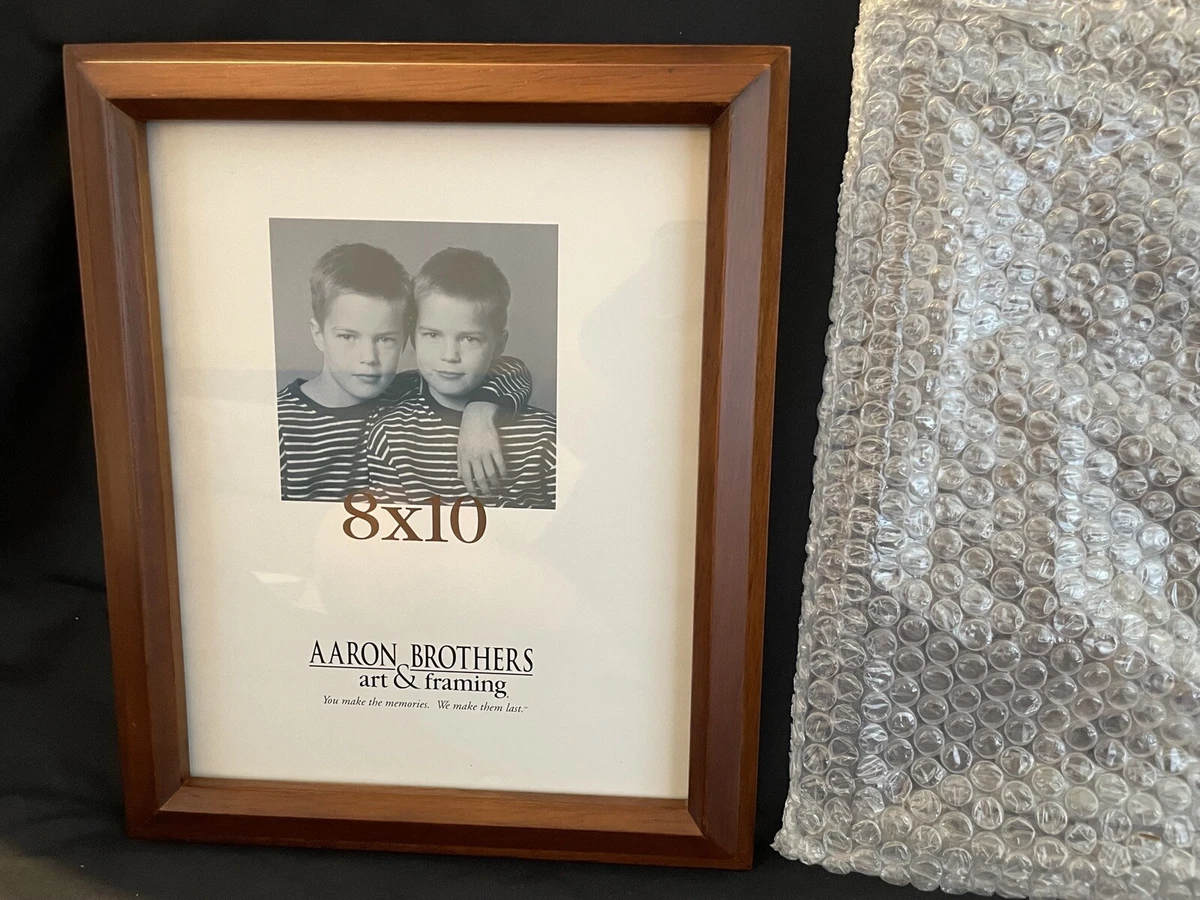 8x10
AARON BROTHERS
art & framing
You make the memories. We make them last.™